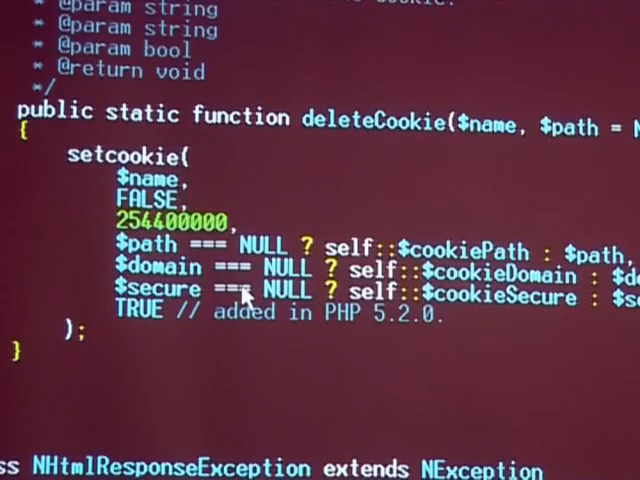 * @param string
* @param string
* @param bool
* @return void
*/
public static function deleteCookie($name, $path =
{
setcookie(
$name,
FALSE,
254400000,
$path === NULL ? self::$cookiePath : $path,
$domain === NULL ? self::$cookieDomain :
$secure === NULL ? self::$cookieSecure :
TRUE // added in PHP 5.2.0.
);
}
NHtmlResponseException extends NException